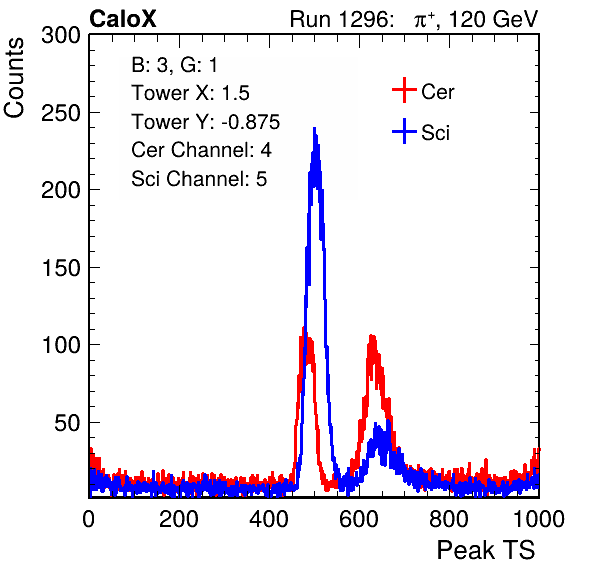 CaloX Run 1296: π⁺, 120 GeV
Counts
300
250
200
150
100
50
B: 3, G: 1
Tower X: 1.5
Tower Y: -0.875
Cer Channel: 4
Sci Channel: 5
Cer
Sci
0 200 400 600 800 1000
Peak TS